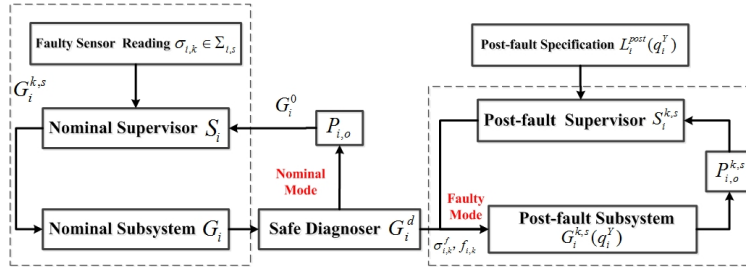 Faulty Sensor Reading σ_{i,k} ∈ Σ_{i,s}
Post-fault Specification L_i^{post}(q_i^Y)
G_i^{k,s}
G_i^0
Nominal Supervisor S_i
P_{i,o}
Post-fault Supervisor S_i^{k,s}
Nominal
Mode
Faulty
Mode
P_{i,o}^{k,s}
Nominal Subsystem G_i
Safe Diagnoser G_i^d
σ_{i,k}^f, f_{i,k}
Post-fault Subsystem
G_i^{k,s}(q_i^Y)